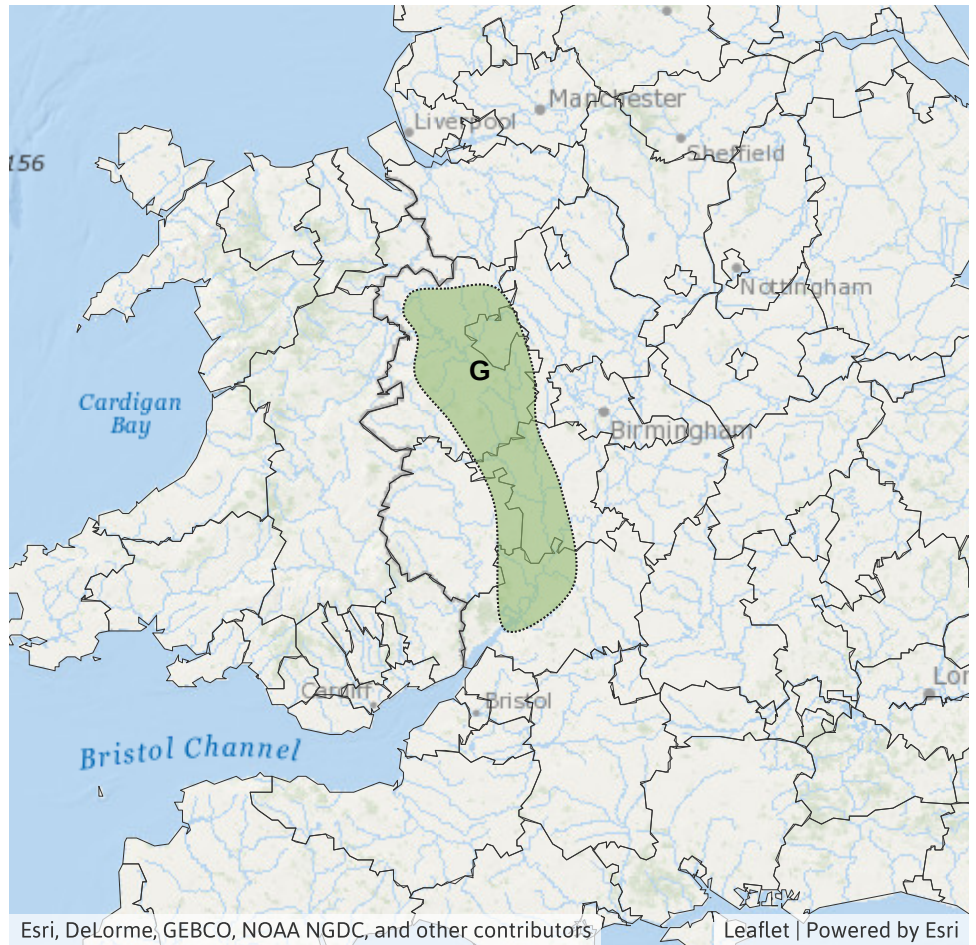 Manchester
Liverpool
Sheffield
156
Nottingham
G
Cardigan
Bay
Birmingham
Lon
Cardiff
Bristol
Bristol Channel
Esri, DeLorme, GEBCO, NOAA NGDC, and other contributors
Leaflet | Powered by Esri